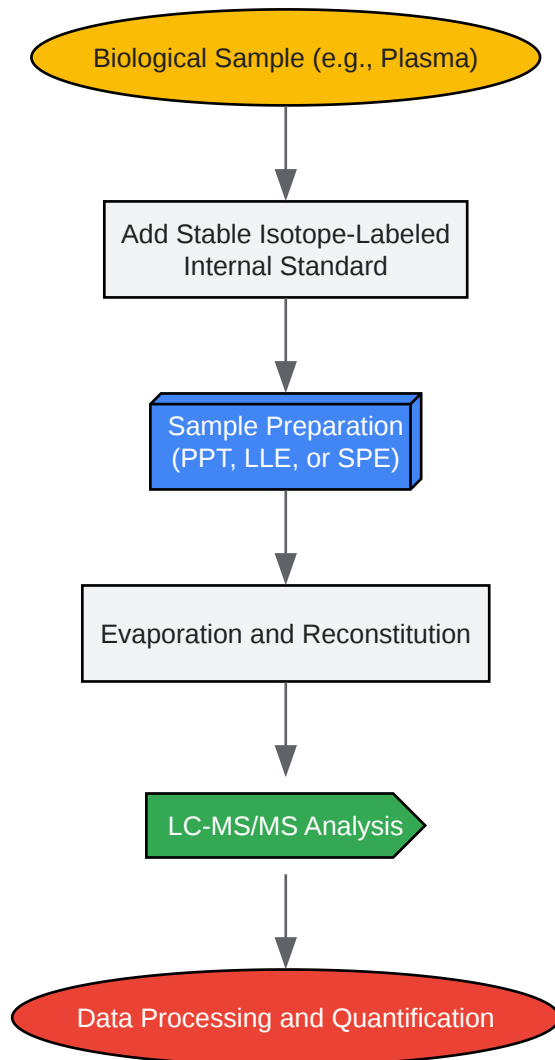 Biological Sample (e.g., Plasma)
Add Stable Isotope-Labeled
Internal Standard
Sample Preparation
(PPT, LLE, or SPE)
Evaporation and Reconstitution
LC-MS/MS Analysis
Data Processing and Quantification